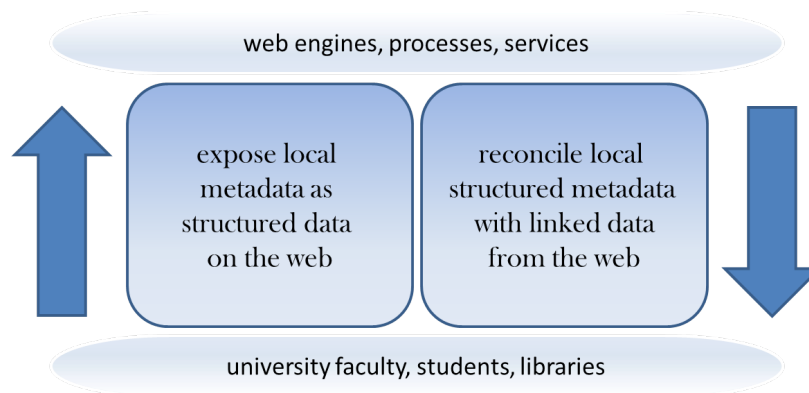 web engines, processes, services
expose local
metadata as
structured data
on the web
reconcile local
structured metadata
with linked data
from the web
university faculty, students, libraries